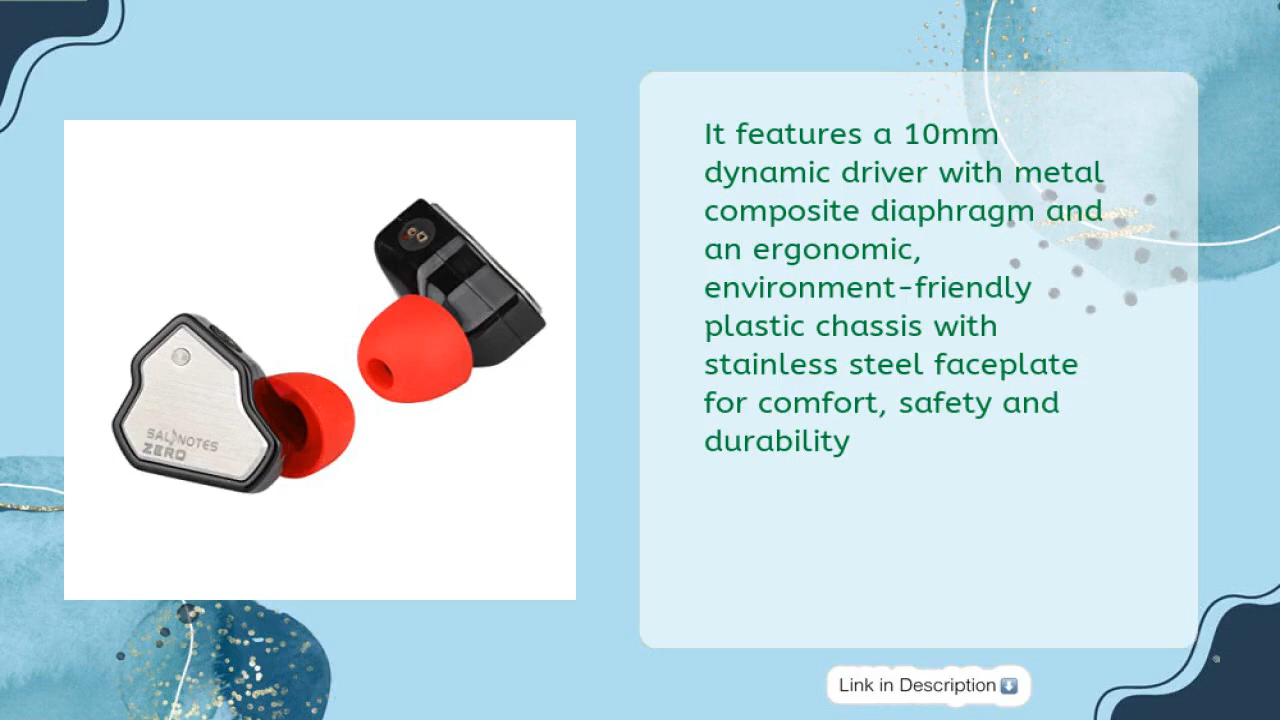 SALNOTES
ZERO
It features a 10mm
dynamic driver with metal
composite diaphragm and
an ergonomic,
environment-friendly
plastic chassis with
stainless steel faceplate
for comfort, safety and
durability
Link in Description⬇️